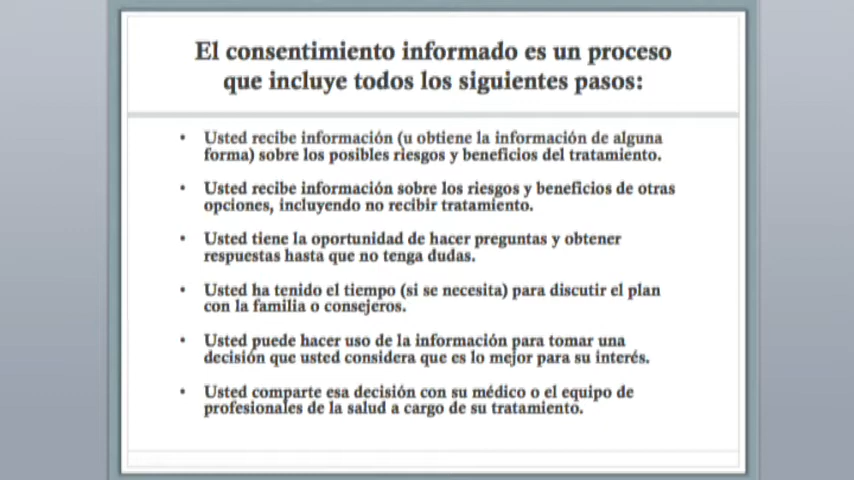 El consentimiento informado es un proceso
que incluye todos los siguientes pasos:
• Usted recibe información (u obtiene la información de alguna
forma) sobre los posibles riesgos y beneficios del tratamiento.
• Usted recibe información sobre los riesgos y beneficios de otras
opciones, incluyendo no recibir tratamiento.
• Usted tiene la oportunidad de hacer preguntas y obtener
respuestas hasta que no tenga dudas.
• Usted ha tenido el tiempo (si se necesita) para discutir el plan
con la familia o consejeros.
• Usted puede hacer uso de la información para tomar una
decisión que usted considera que es lo mejor para su interés.
• Usted comparte esa decisión con su médico o el equipo de
profesionales de la salud a cargo de su tratamiento.